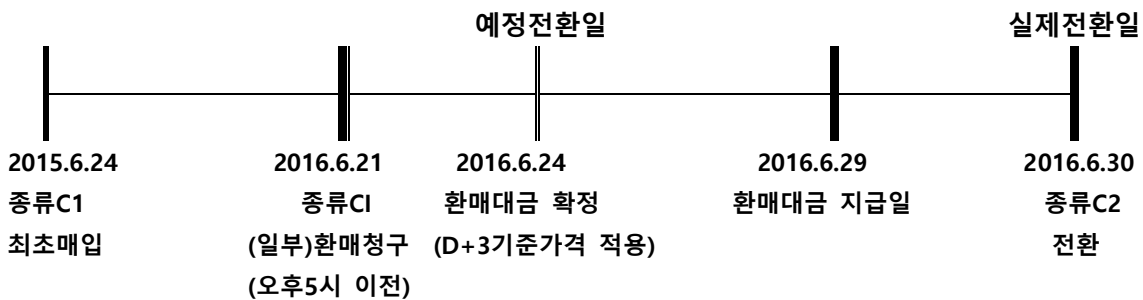 예정전환일 실제전환일
2015.6.24 2016.6.21 2016.6.24 2016.6.29 2016.6.30
종류C1 종류CI 환매대금 확정 환매대금 지급일 종류C2
최초매입 (일부)환매청구 (D+3기준가격 적용) 전환
(오후5시 이전)